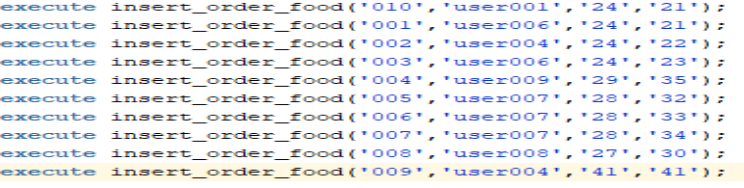 execute insert_order_food('010','user001','24','21');
execute insert_order_food('001','user006','24','21');
execute insert_order_food('002','user004','24','22');
execute insert_order_food('003','user006','24','23');
execute insert_order_food('004','user009','29','35');
execute insert_order_food('005','user007','28','32');
execute insert_order_food('006','user007','28','33');
execute insert_order_food('007','user007','28','34');
execute insert_order_food('008','user008','27','30');
execute insert_order_food('009','user004','41','41');